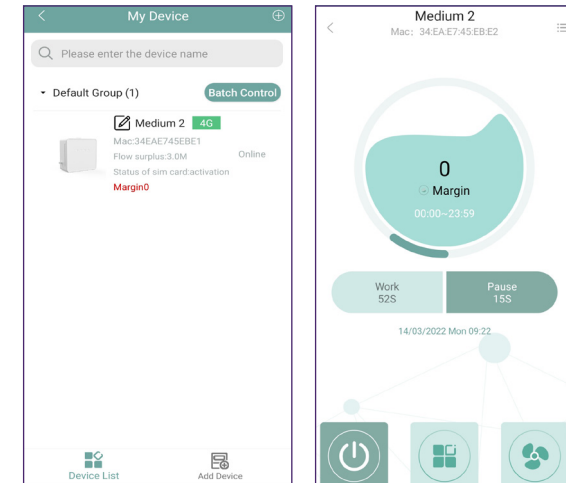 My Device
Please enter the device name
Default Group (1)
Batch Control
Medium 2 4G
Mac:34EAE745EBE1
Flow surplus:3.0M
Online
Status of sim card:activation
Margin0
Device List
Add Device
Medium 2
Mac: 34:EA:E7:45:EB:E2
0
Margin
00:00~23:59
Work
52S
Pause
15S
14/03/2022 Mon 09:22